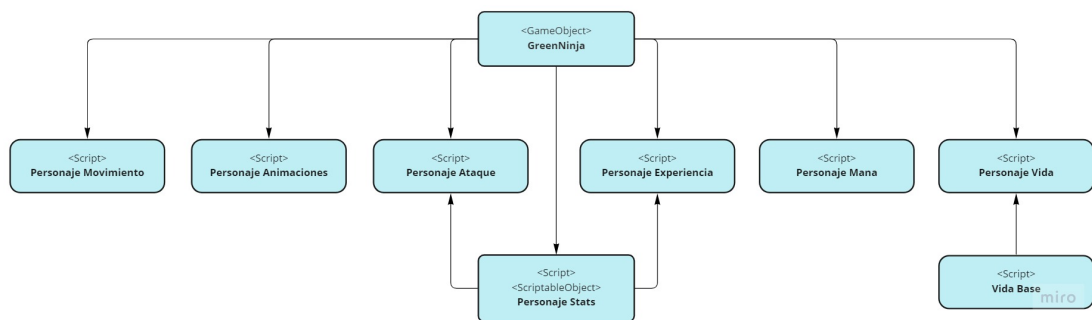 <GameObject>
GreenNinja
<Script>
Personaje Movimiento
<Script>
Personaje Animaciones
<Script>
Personaje Ataque
<Script>
Personaje Experiencia
<Script>
Personaje Mana
<Script>
Personaje Vida
<Script>
<ScriptableObject>
Personaje Stats
<Script>
Vida Base
miro